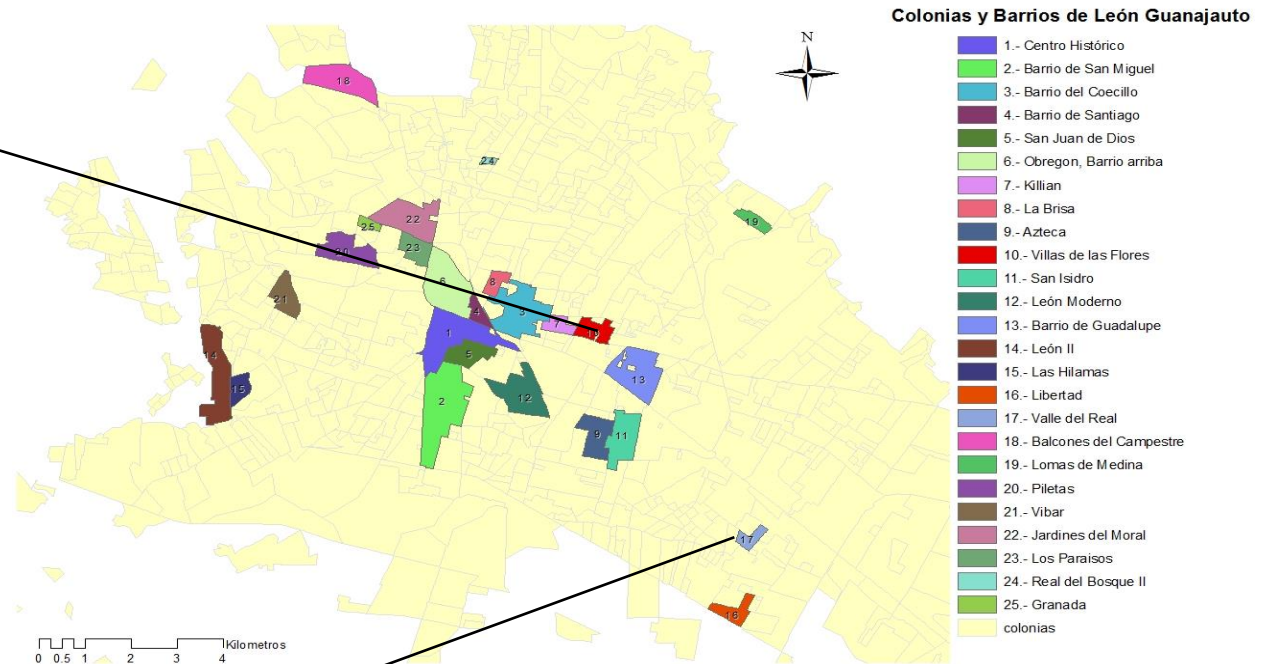 Colonias y Barrios de León Guanajauto
N
1.- Centro Histórico
2.- Barrio de San Miguel
3.- Barrio del Coecillo
4.- Barrio de Santiago
5.- San Juan de Dios
6.- Obregon, Barrio arriba
7.- Killian
8.- La Brisa
9.- Azteca
10.- Villas de las Flores
11.- San Isidro
12.- León Moderno
13.- Barrio de Guadalupe
14.- León II
15.- Las Hilamas
16.- Libertad
17.- Valle del Real
18.- Balcones del Campestre
19.- Lomas de Medina
20.- Piletas
21.- Vibar
22.- Jardines del Moral
23.- Los Paraisos
24.- Real del Bosque II
25.- Granada
colonias
18
24
19
22
25
23
20
6
8
21
4
3
7
10
1
5
14
15
13
2
12
9
11
17
16
Kilometros
0 0.5 1 2 3 4